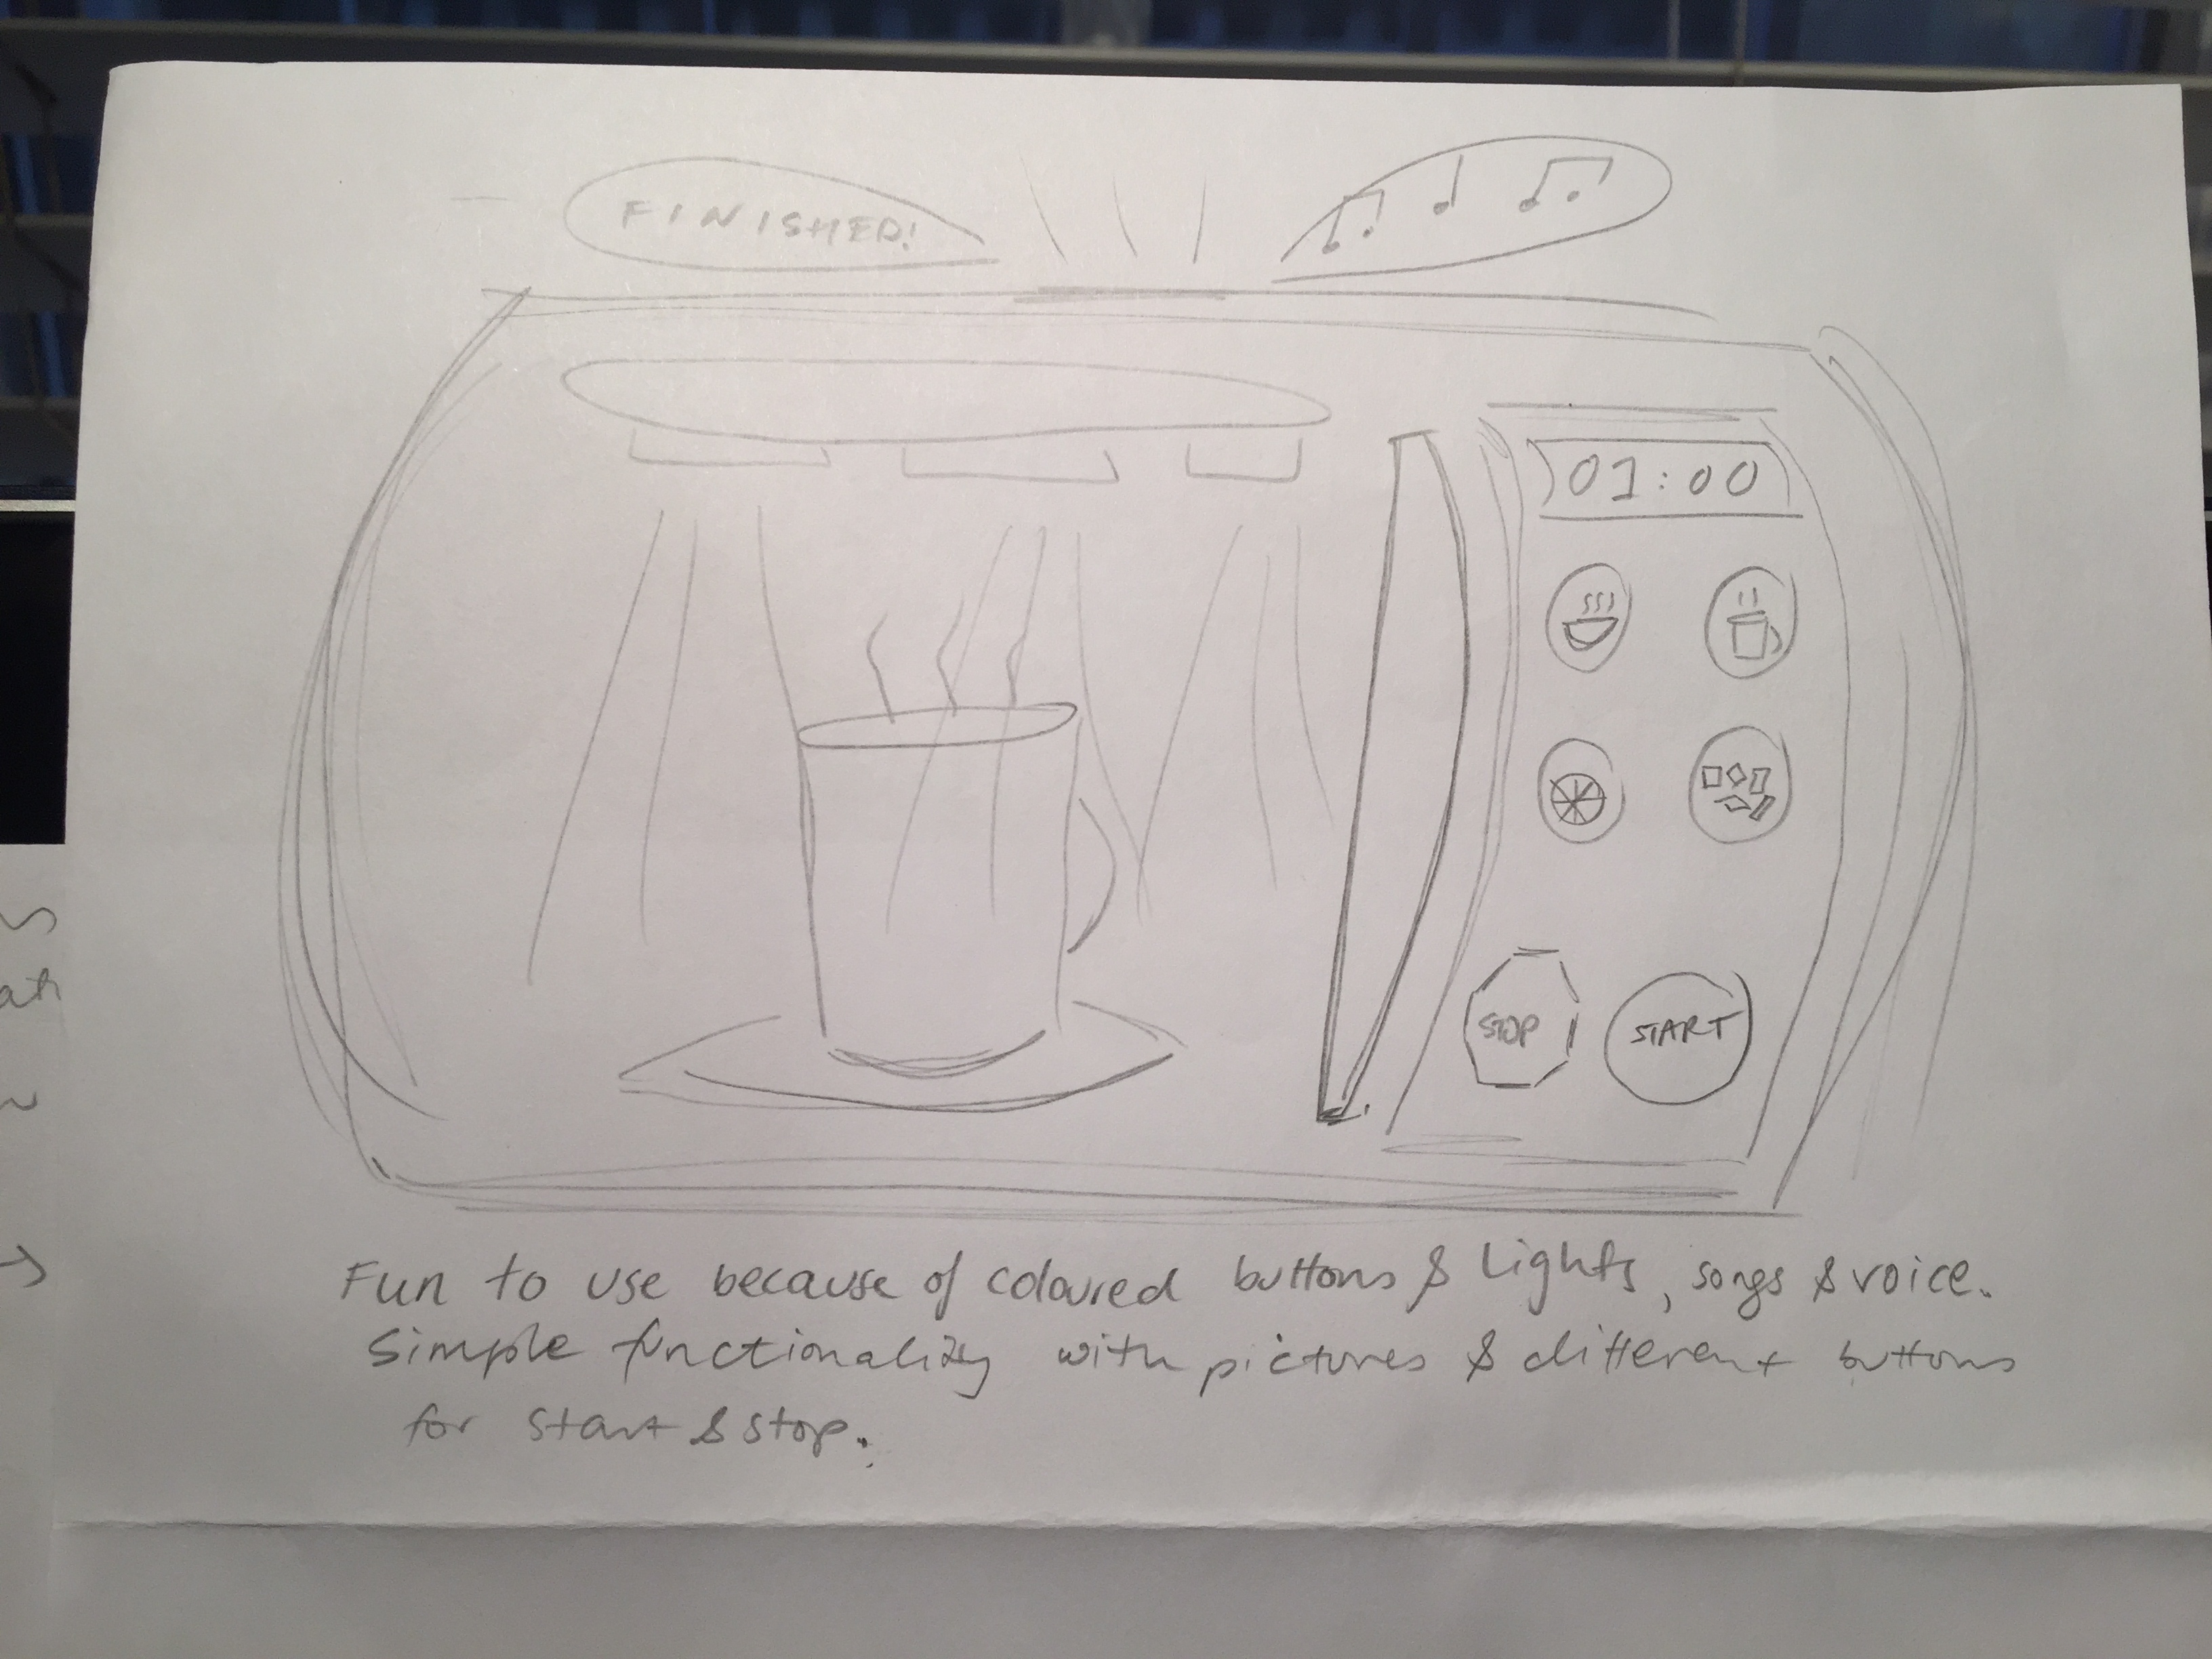 FINISHED!
01:00
STOP
START
Fun to use because of coloured buttons & Lights, songs & voice.
Simple functionality with pictures & different buttons
for start & stop.